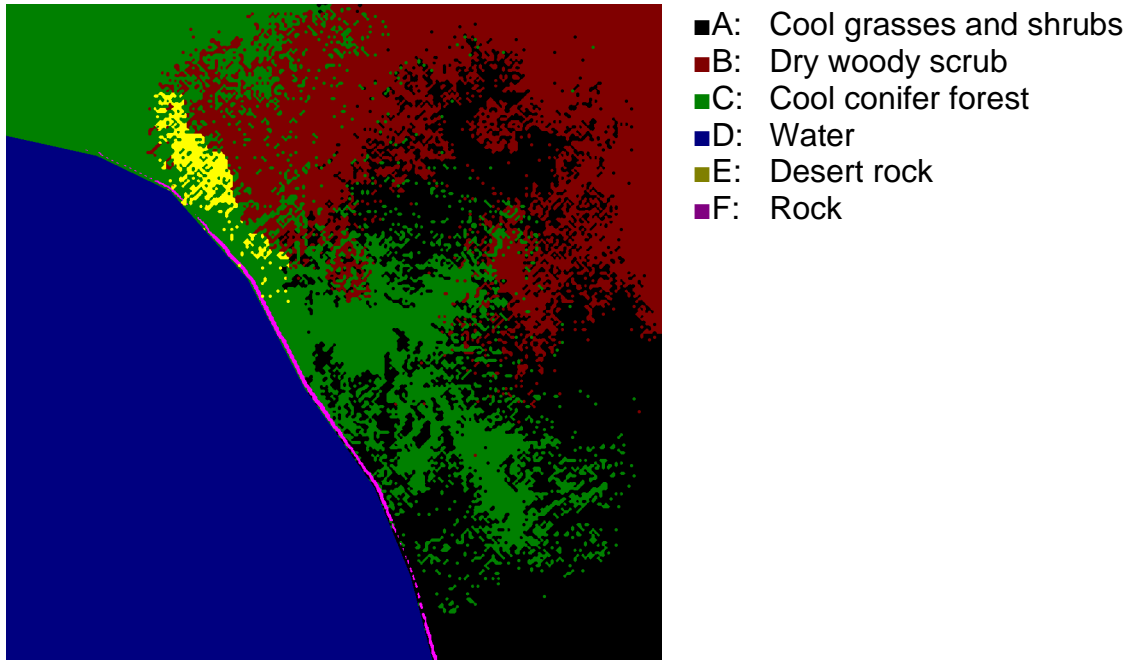 A: Cool grasses and shrubs
B: Dry woody scrub
C: Cool conifer forest
D: Water
E: Desert rock
F: Rock